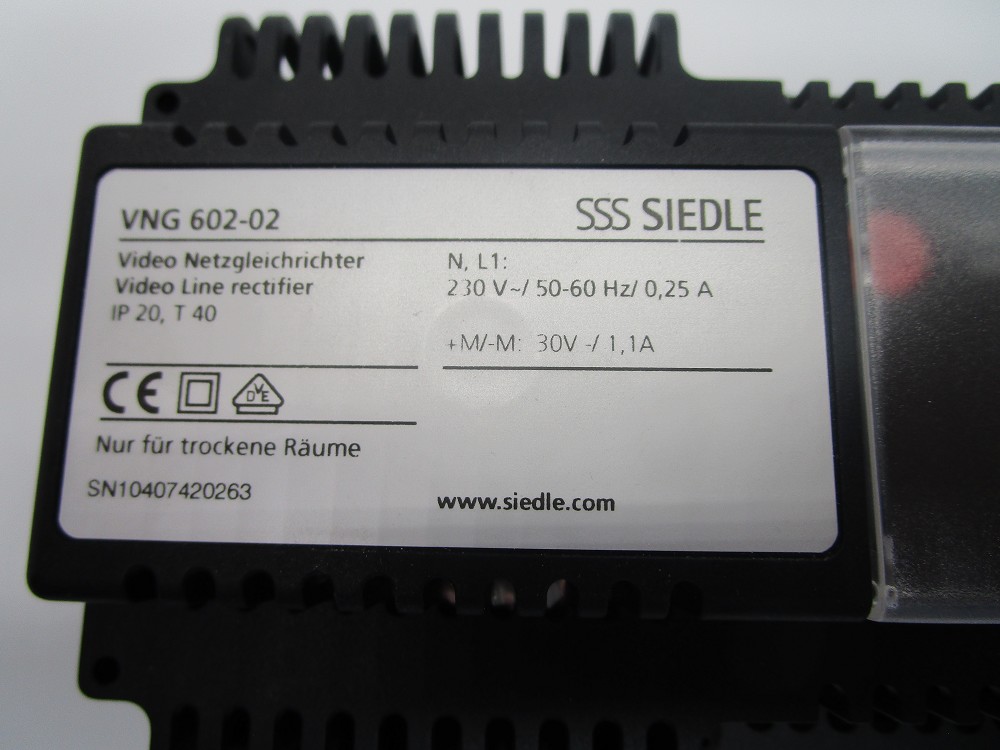 VNG 602-02
SSS SIEDLE
Video Netzgleichrichter
Video Line rectifier
IP 20, T 40
N, L1:
230 V~/ 50-60 Hz/ 0,25 A
+M/-M: 30V -/ 1,1A
CE
DVE
Nur für trockene Räume
SN10407420263
www.siedle.com